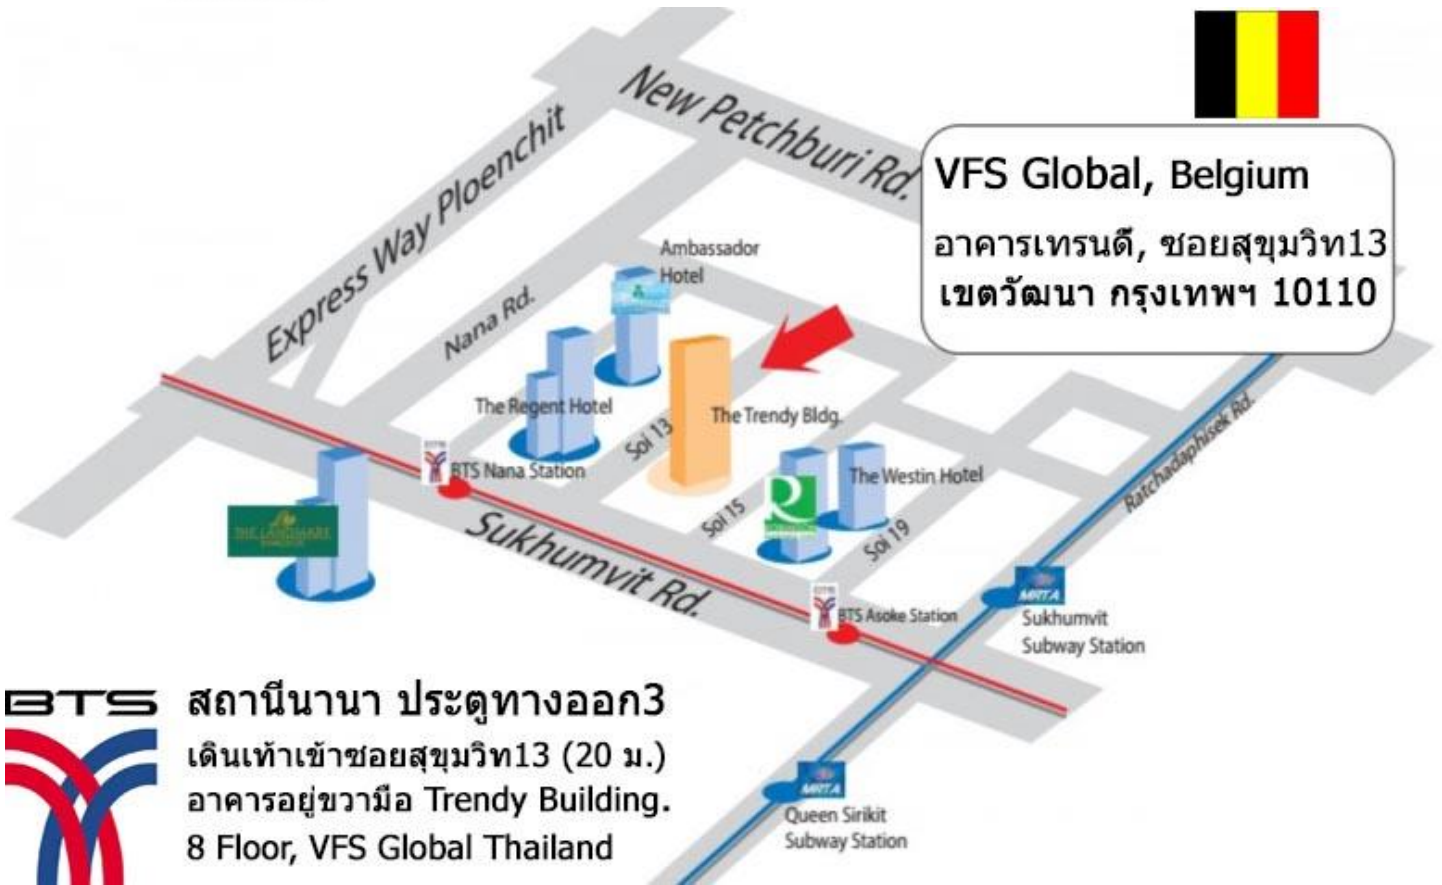 New Petchburi Rd.
Express Way Ploenchit
VFS Global, Belgium
อาคารเทรนดี, ซอยสุขุมวิท13
เขตวัฒนา กรุงเทพฯ 10110
Ambassador
Hotel
Nana Rd.
The Regent Hotel
Soi 13
The Trendy Bldg.
BTS Nana Station
The Westin Hotel
Soi 15
Soi 19
Ratchadaphisek Rd.
THE LANDMARK
Sukhumvit Rd.
R
BTS Asoke Station
MRTA
Sukhumvit
Subway Station
BTS
สถานีนานา ประตูทางออก3
เดินเท้าเข้าซอยสุขุมวิท13 (20 ม.)
อาคารอยู่ขวามือ Trendy Building.
8 Floor, VFS Global Thailand
MRTA
Queen Sirikit
Subway Station